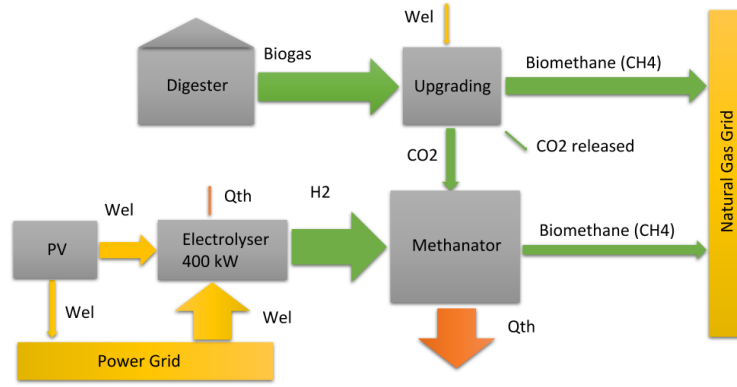 Wel
Biogas
Biomethane (CH4)
Digester
Upgrading
CO2
CO2 released
Natural Gas Grid
Qth
H2
Wel
PV
Electrolyser
400 kW
Methanator
Biomethane (CH4)
Wel
Wel
Qth
Power Grid